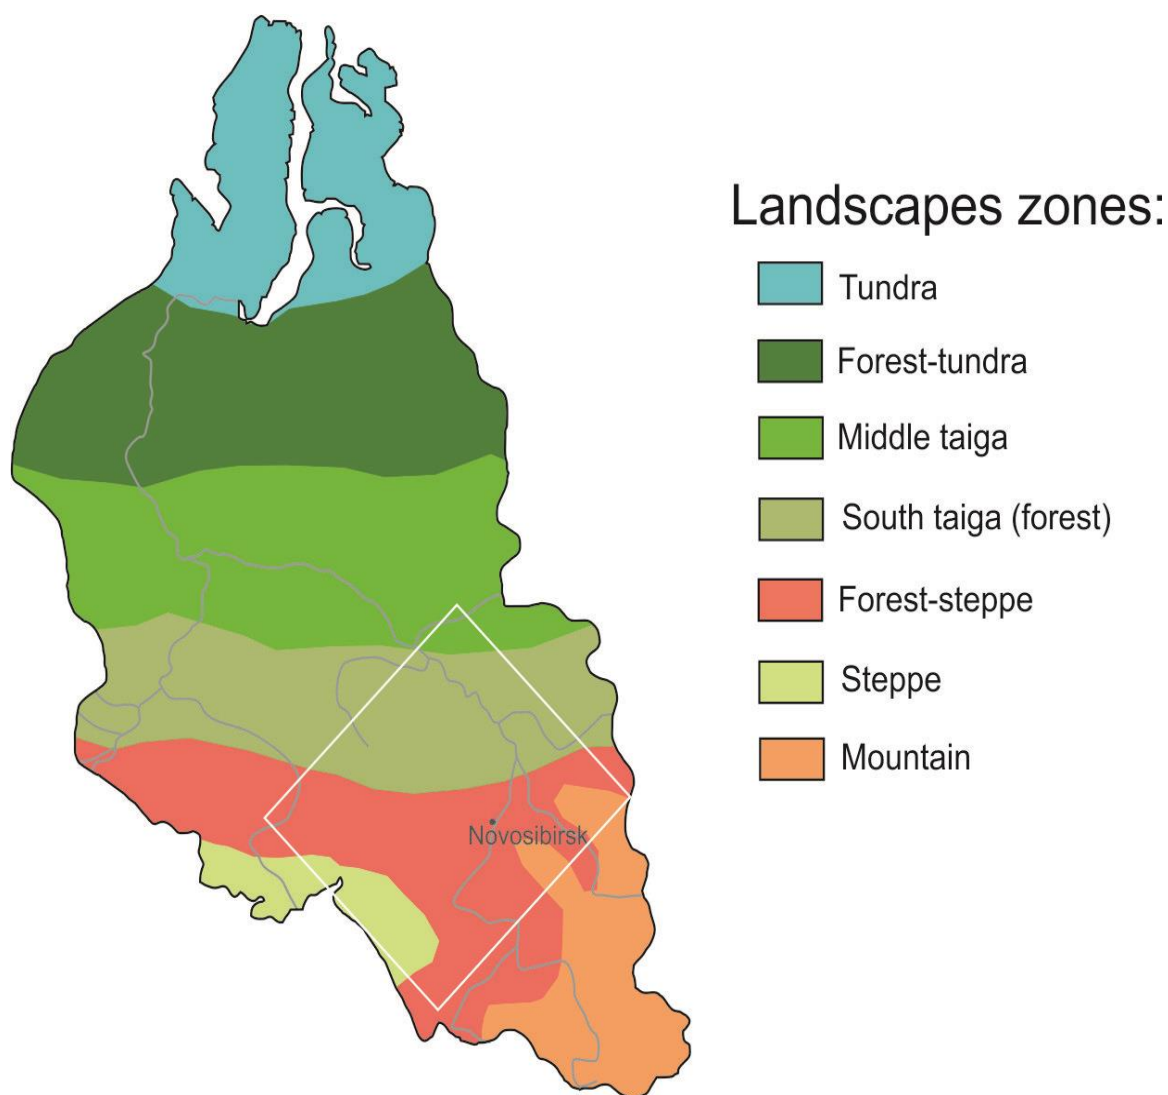 Landscapes zones:
Tundra
Forest-tundra
Middle taiga
South taiga (forest)
Forest-steppe
Steppe
Mountain
Novosibirsk